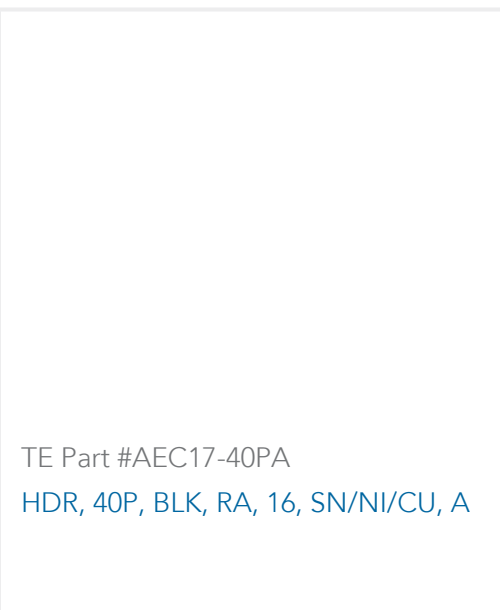 TE Part #AEC17-40PA
HDR, 40P, BLK, RA, 16, SN/NI/CU, A